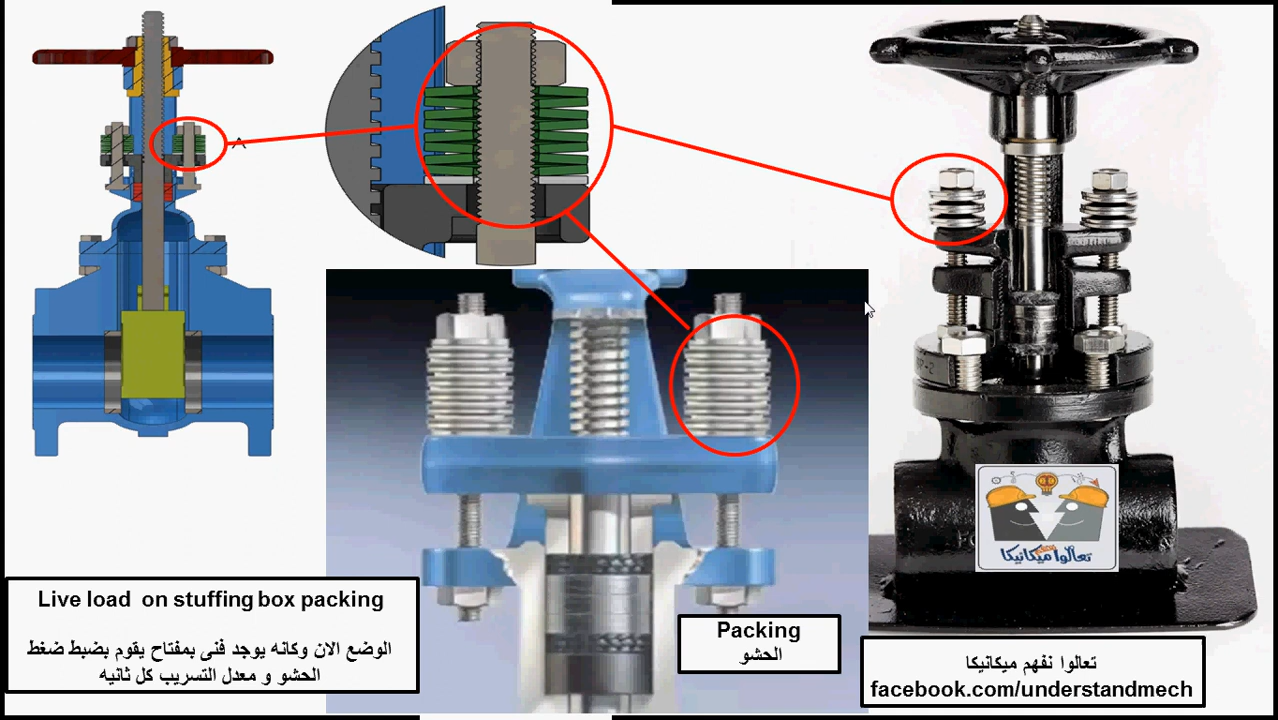 Live load on stuffing box packing
الوضع الان وكانه يوجد فنى بمفتاح يقوم بضبط ضغط
الحشو و معدل التسريب كل ثانيه
Packing
الحشو
تعالوا ميكانيكا
تعالوا نفهم ميكانيكا
facebook.com/understandmech